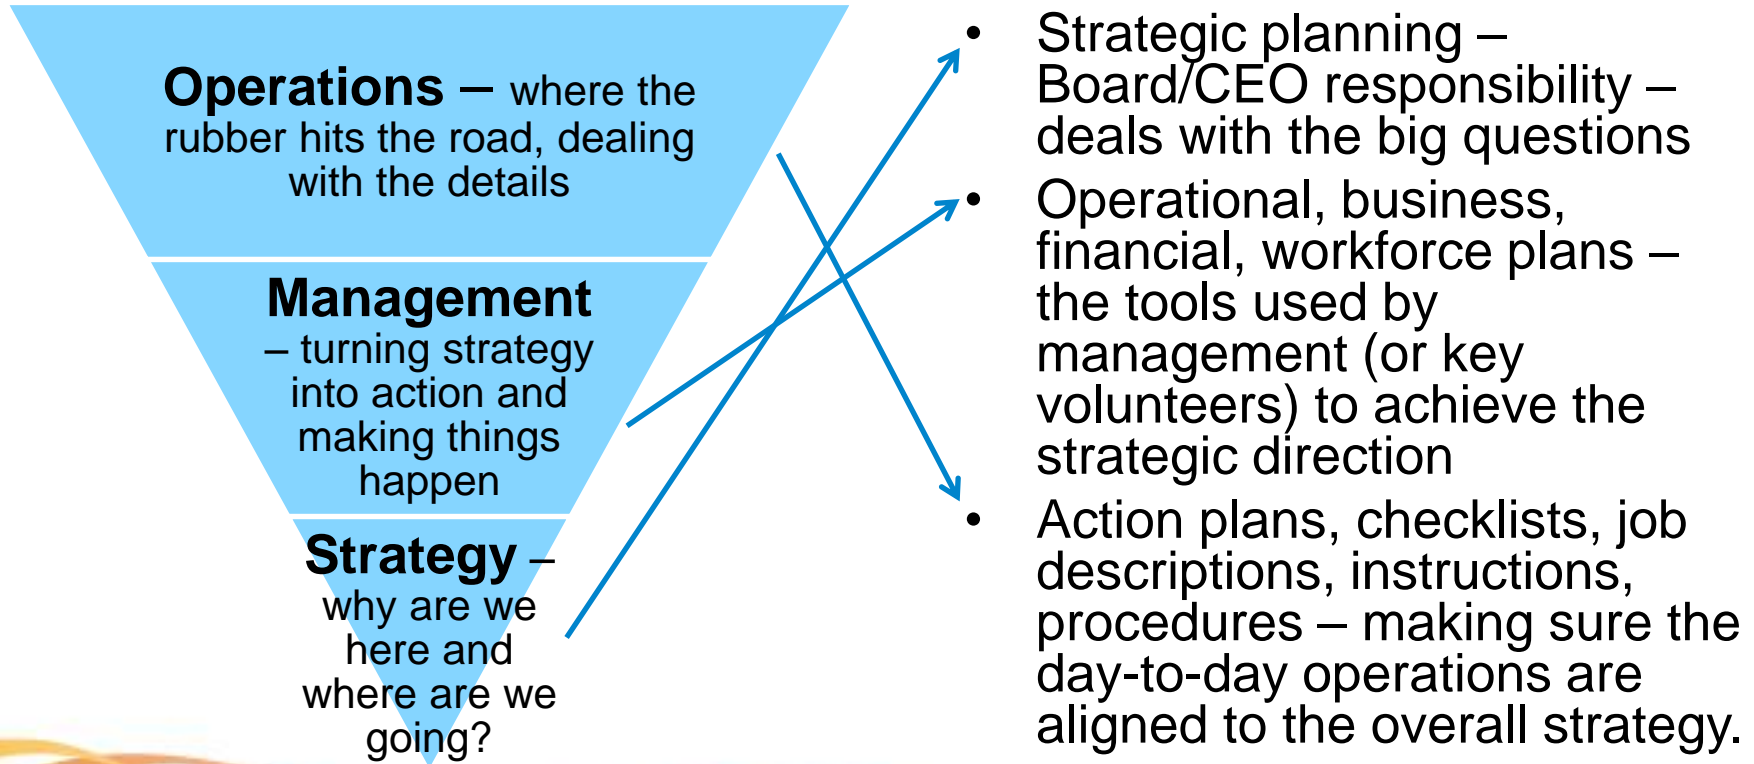 Operations – where the
rubber hits the road, dealing
with the details
Management
– turning strategy
into action and
making things
happen
Strategy –
why are we
here and
where are we
going?
• Strategic planning –
Board/CEO responsibility –
deals with the big questions
• Operational, business,
financial, workforce plans –
the tools used by
management (or key
volunteers) to achieve the
strategic direction
• Action plans, checklists, job
descriptions, instructions,
procedures – making sure the
day-to-day operations are
aligned to the overall strategy.